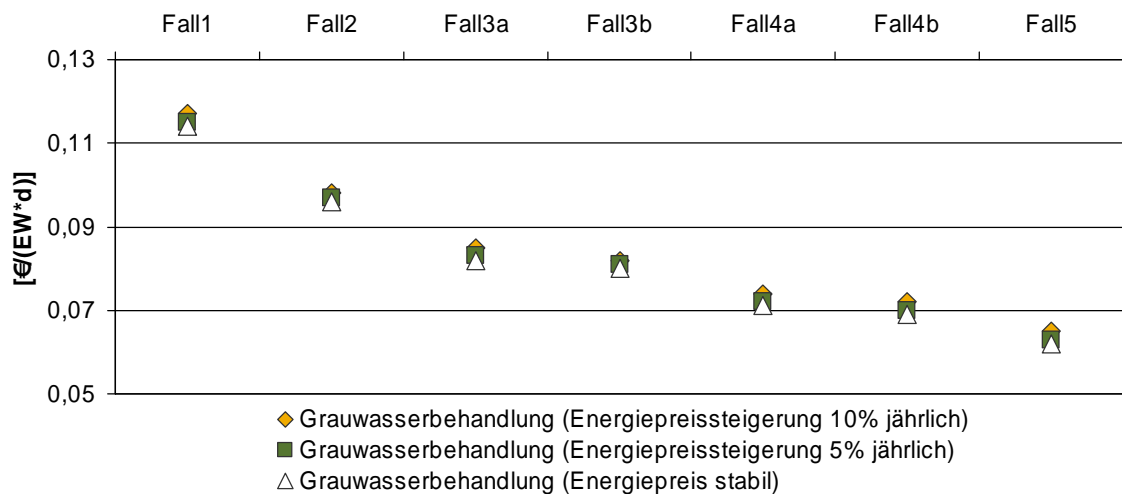 Fall1 Fall2 Fall3a Fall3b Fall4a Fall4b Fall5
0,13
0,11
0,09
0,07
0,05
[€/(EW*d)]
Grauwasserbehandlung (Energiepreissteigerung 10% jährlich)
Grauwasserbehandlung (Energiepreissteigerung 5% jährlich)
Grauwasserbehandlung (Energiepreis stabil)